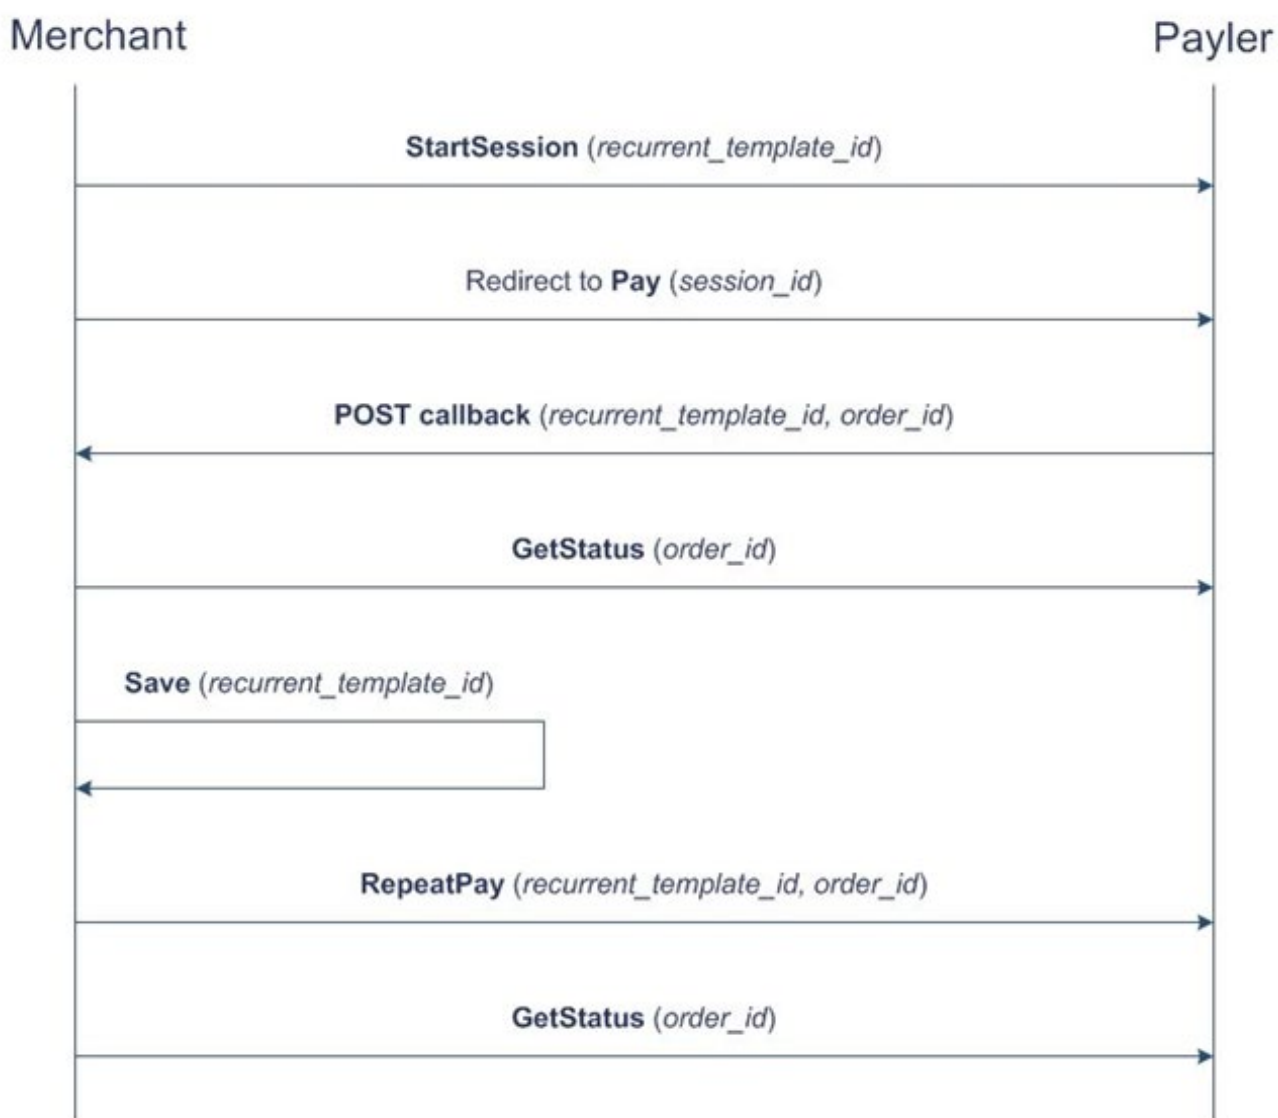 Merchant
Payler
StartSession (recurrent_template_id)
Redirect to Pay (session_id)
POST callback (recurrent_template_id, order_id)
GetStatus (order_id)
Save (recurrent_template_id)
RepeatPay (recurrent_template_id, order_id)
GetStatus (order_id)